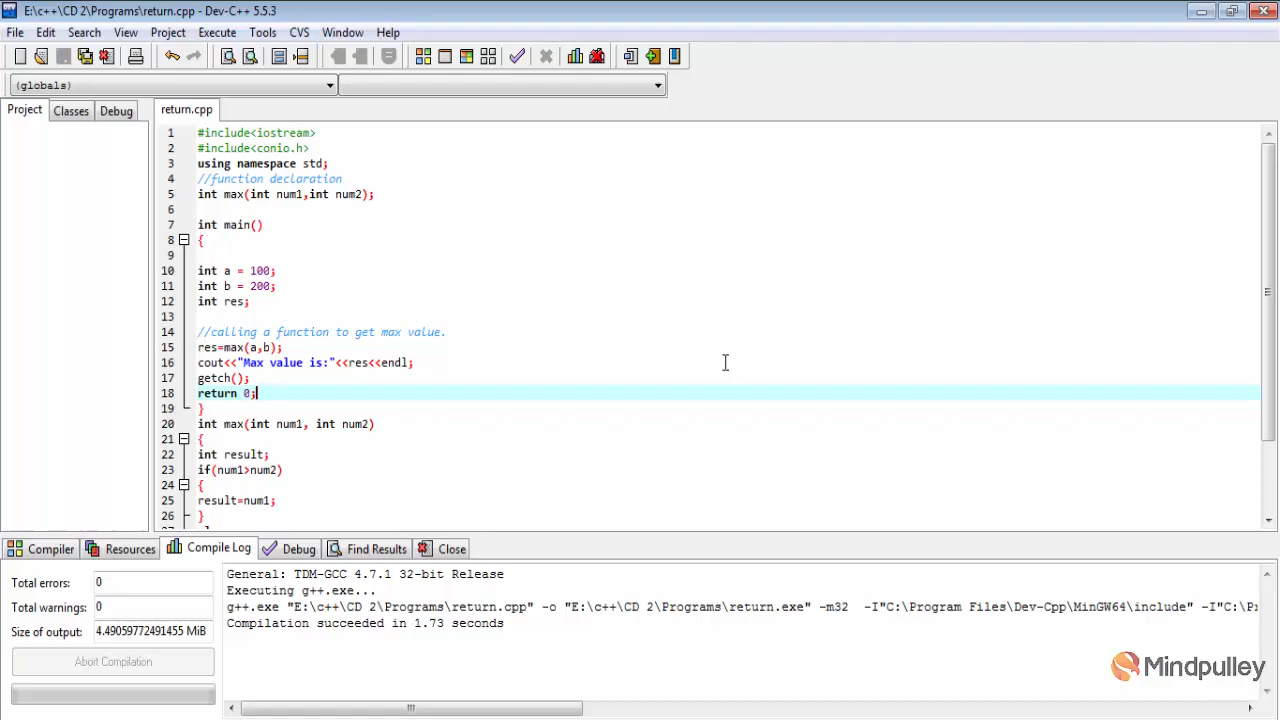 E:\c++\CD 2\Programs\return.cpp - Dev-C++ 5.5.3
File Edit Search View Project Execute Tools CVS Window Help
(globals)
Project Classes Debug
return.cpp
1 #include<iostream>
2 #include<conio.h>
3 using namespace std;
4 //function declaration
5 int max(int num1,int num2);
6
7 int main()
8 {
9
10 int a = 100;
11 int b = 200;
12 int res;
13
14 //calling a function to get max value.
15 res=max(a,b);
16 cout<<"Max value is:"<<res<<endl;
17 getch();
18 return 0;
19 }
20 int max(int num1, int num2)
21 {
22 int result;
23 if(num1>num2)
24 {
25 result=num1;
26 }
Compiler Resources Compile Log Debug Find Results Close
Total errors: 0
Total warnings: 0
Size of output: 4.49059772491455 MiB
Abort Compilation
General: TDM-GCC 4.7.1 32-bit Release
Executing g++.exe...
g++.exe "E:\c++\CD 2\Programs\return.cpp" -o "E:\c++\CD 2\Programs\return.exe" -m32 -I"C:\Program Files\Dev-Cpp\MinGW64\include" -I"C:\P
Compilation succeeded in 1.73 seconds
Mindpulley